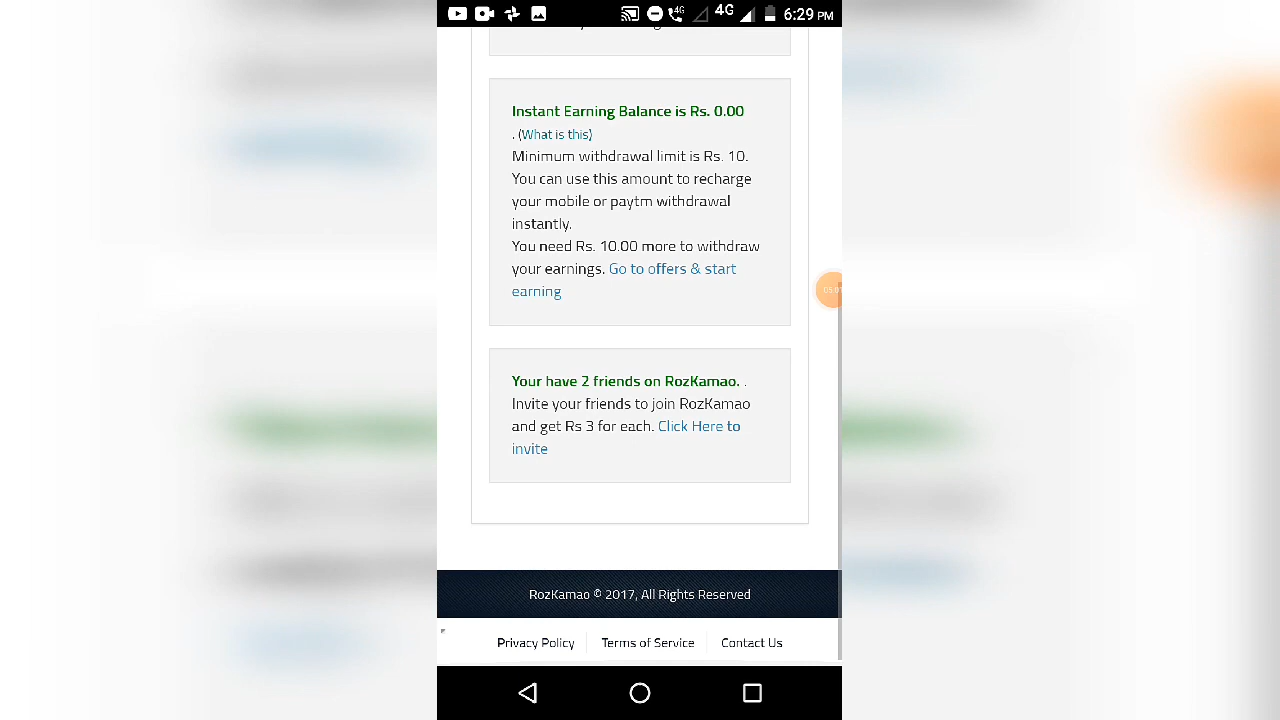 4G 4G 6:29 PM
Instant Earning Balance is Rs. 0.00
. (What is this)
Minimum withdrawal limit is Rs. 10.
You can use this amount to recharge
your mobile or paytm withdrawal
instantly.
You need Rs. 10.00 more to withdraw
your earnings. Go to offers & start
earning
Your have 2 friends on RozKamao. .
Invite your friends to join RozKamao
and get Rs 3 for each. Click Here to
invite
RozKamao © 2017, All Rights Reserved
Privacy Policy Terms of Service Contact Us